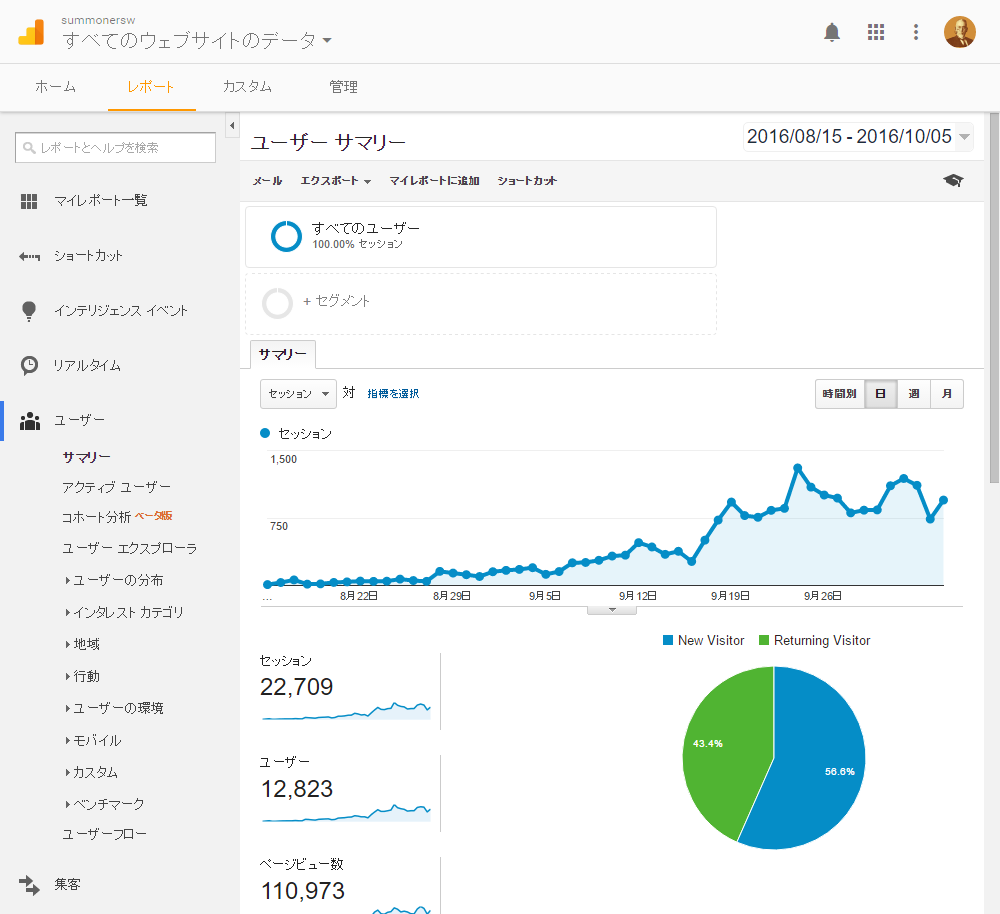 summonersw
すべてのウェブサイトのデータ
ホーム レポート カスタム 管理
レポートとヘルプを検索
マイレポート一覧
ショートカット
インテリジェンス イベント
リアルタイム
ユーザー
サマリー
アクティブ ユーザー
コホート分析 ベータ版
ユーザー エクスプローラ
ユーザーの分布
インタレスト カテゴリ
地域
行動
ユーザーの環境
モバイル
カスタム
ベンチマーク
ユーザーフロー
集客
ユーザー サマリー
2016/08/15 - 2016/10/05
メール エクスポート マイレポートに追加 ショートカット
すべてのユーザー
100.00% セッション
+ セグメント
サマリー
セッション 対 指標を選択
時間別 日 週 月
セッション
1,500
750
... 8月22日 8月29日 9月5日 9月12日 9月19日 9月26日
New Visitor Returning Visitor
43.4%
56.6%
セッション
22,709
ユーザー
12,823
ページビュー数
110,973